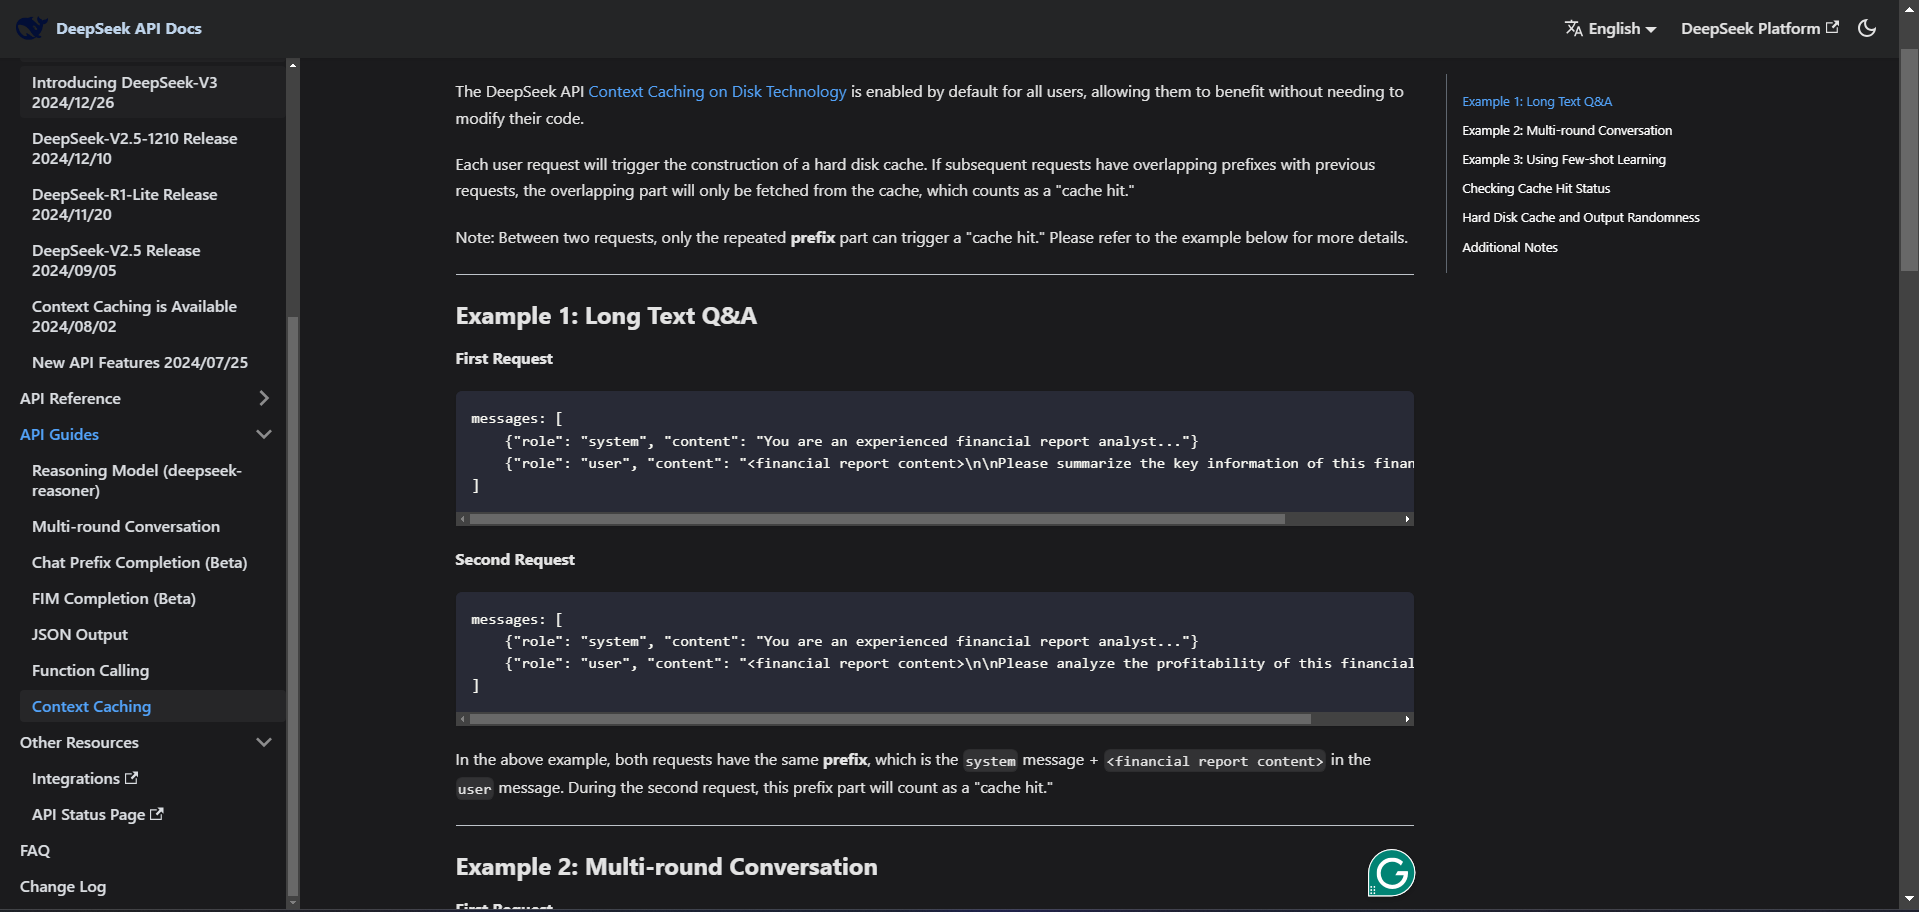 DeepSeek API Docs
English
DeepSeek Platform
Introducing DeepSeek-V3
2024/12/26
DeepSeek-V2.5-1210 Release
2024/12/10
DeepSeek-R1-Lite Release
2024/11/20
DeepSeek-V2.5 Release
2024/09/05
Context Caching is Available
2024/08/02
New API Features 2024/07/25
API Reference
API Guides
Reasoning Model (deepseek-
reasoner)
Multi-round Conversation
Chat Prefix Completion (Beta)
FIM Completion (Beta)
JSON Output
Function Calling
Context Caching
Other Resources
Integrations
API Status Page
FAQ
Change Log
The DeepSeek API Context Caching on Disk Technology is enabled by default for all users, allowing them to benefit without needing to
modify their code.
Each user request will trigger the construction of a hard disk cache. If subsequent requests have overlapping prefixes with previous
requests, the overlapping part will only be fetched from the cache, which counts as a "cache hit."
Note: Between two requests, only the repeated prefix part can trigger a "cache hit." Please refer to the example below for more details.
Example 1: Long Text Q&A
First Request
messages: [
    {"role": "system", "content": "You are an experienced financial report analyst..."}
    {"role": "user", "content": "<financial report content>\n\nPlease summarize the key information of this finan
]
Second Request
messages: [
    {"role": "system", "content": "You are an experienced financial report analyst..."}
    {"role": "user", "content": "<financial report content>\n\nPlease analyze the profitability of this financial
]
In the above example, both requests have the same prefix, which is the system message + <financial report content> in the
user message. During the second request, this prefix part will count as a "cache hit."
Example 2: Multi-round Conversation
First Request
Example 1: Long Text Q&A
Example 2: Multi-round Conversation
Example 3: Using Few-shot Learning
Checking Cache Hit Status
Hard Disk Cache and Output Randomness
Additional Notes